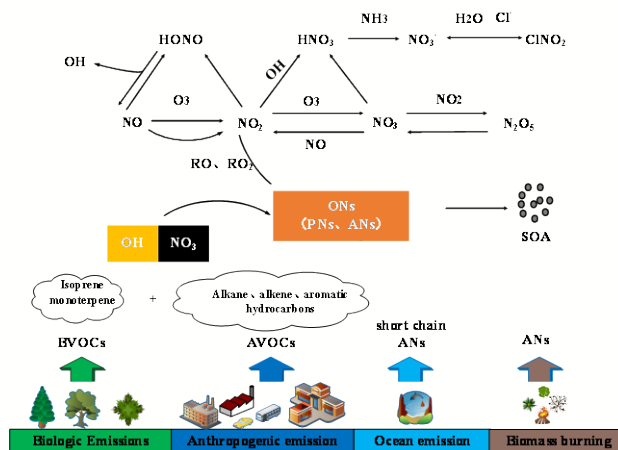 NH3
H2O Cl
HONO
HNO3
NO3-
ClNO2
OH
OH
O3
O3
NO2
NO
NO2
NO3
N2O5
NO
RO、RO2
ONs
(PNs、ANs)
OH
NO3
SOA
Isoprene
monoterpene
+
Alkane、alkene、aromatic
hydrocarbons
short chain
BVOCs
AVOCs
ANs
ANs
Biologic Emissions
Anthropogenic emission
Ocean emission
Biomass burning